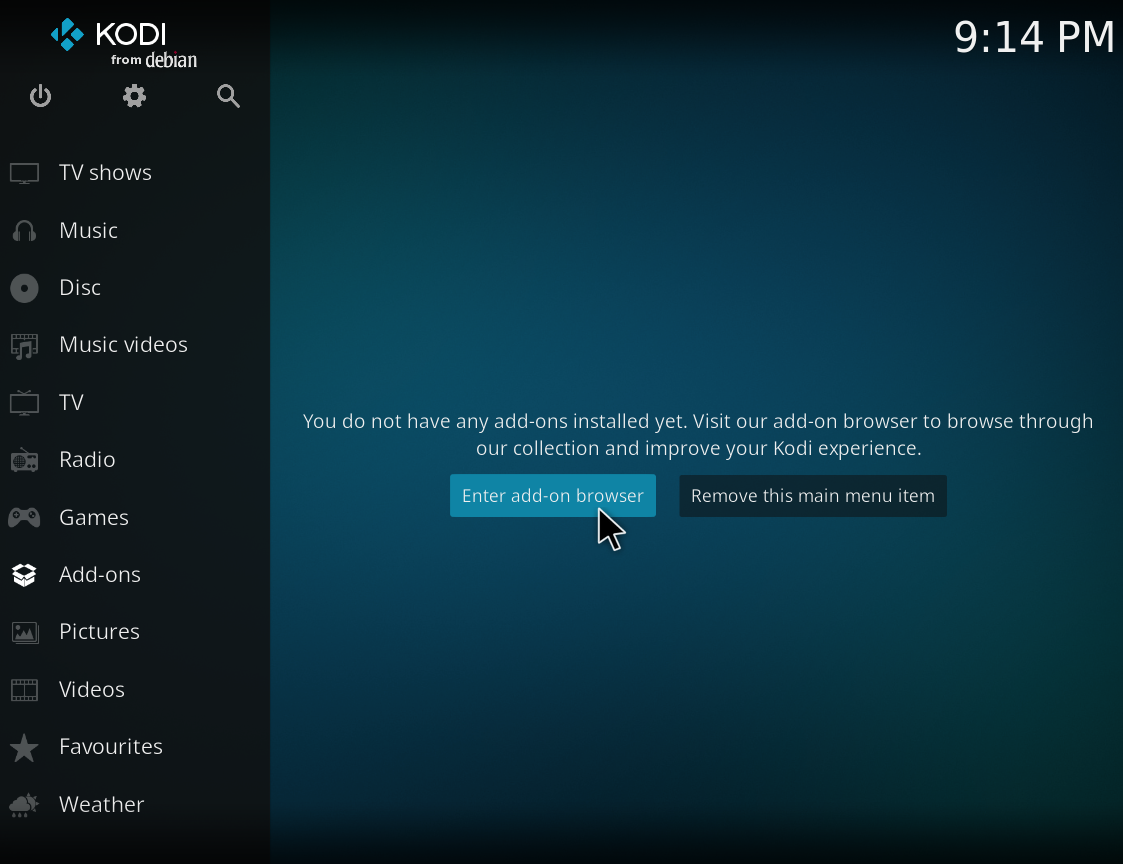 KODI
from debian
9:14 PM
TV shows
Music
Disc
Music videos
TV
Radio
Games
Add-ons
Pictures
Videos
Favourites
Weather
You do not have any add-ons installed yet. Visit our add-on browser to browse through
our collection and improve your Kodi experience.
Enter add-on browser
Remove this main menu item